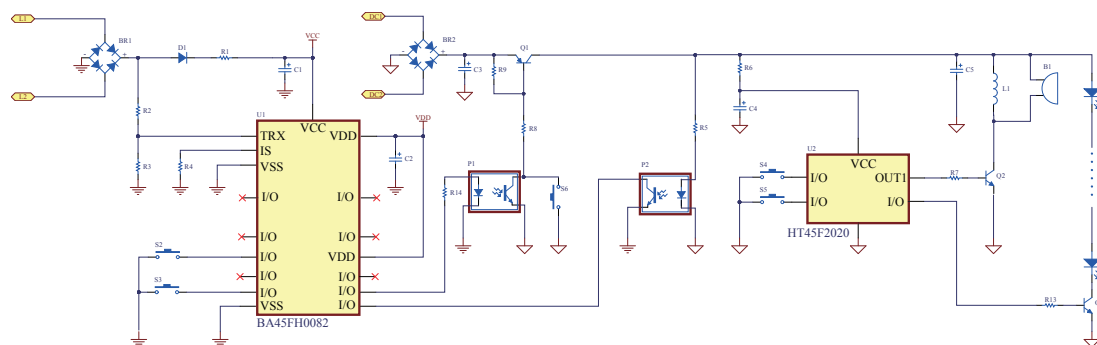 L1
DC1
BR1
BR2
Q1
VCC
D1
R1
C1
C3
R9
R6
C5
L1
B1
L2
DC2
R2
C4
U1
VDD
R8
R5
TRX
VCC
VDD
IS
VSS
C2
R3
R4
P1
P2
U2
VCC
S4
I/O
OUT1
R7
Q2
R14
S6
S5
I/O
I/O
HT45F2020
I/O
I/O
I/O
I/O
S2
I/O
VDD
I/O
I/O
S3
I/O
I/O
VSS
I/O
BA45FH0082
R13